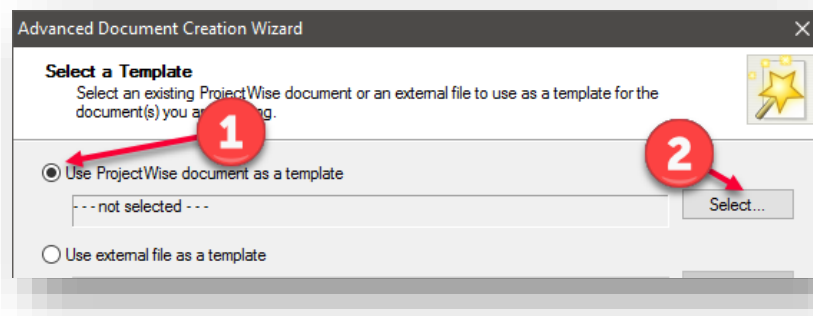 Advanced Document Creation Wizard
Select a Template
Select an existing ProjectWise document or an external file to use as a template for the
document(s) you are ng.
1
2
Use ProjectWise document as a template
- - - not selected - - -
Select...
Use external file as a template